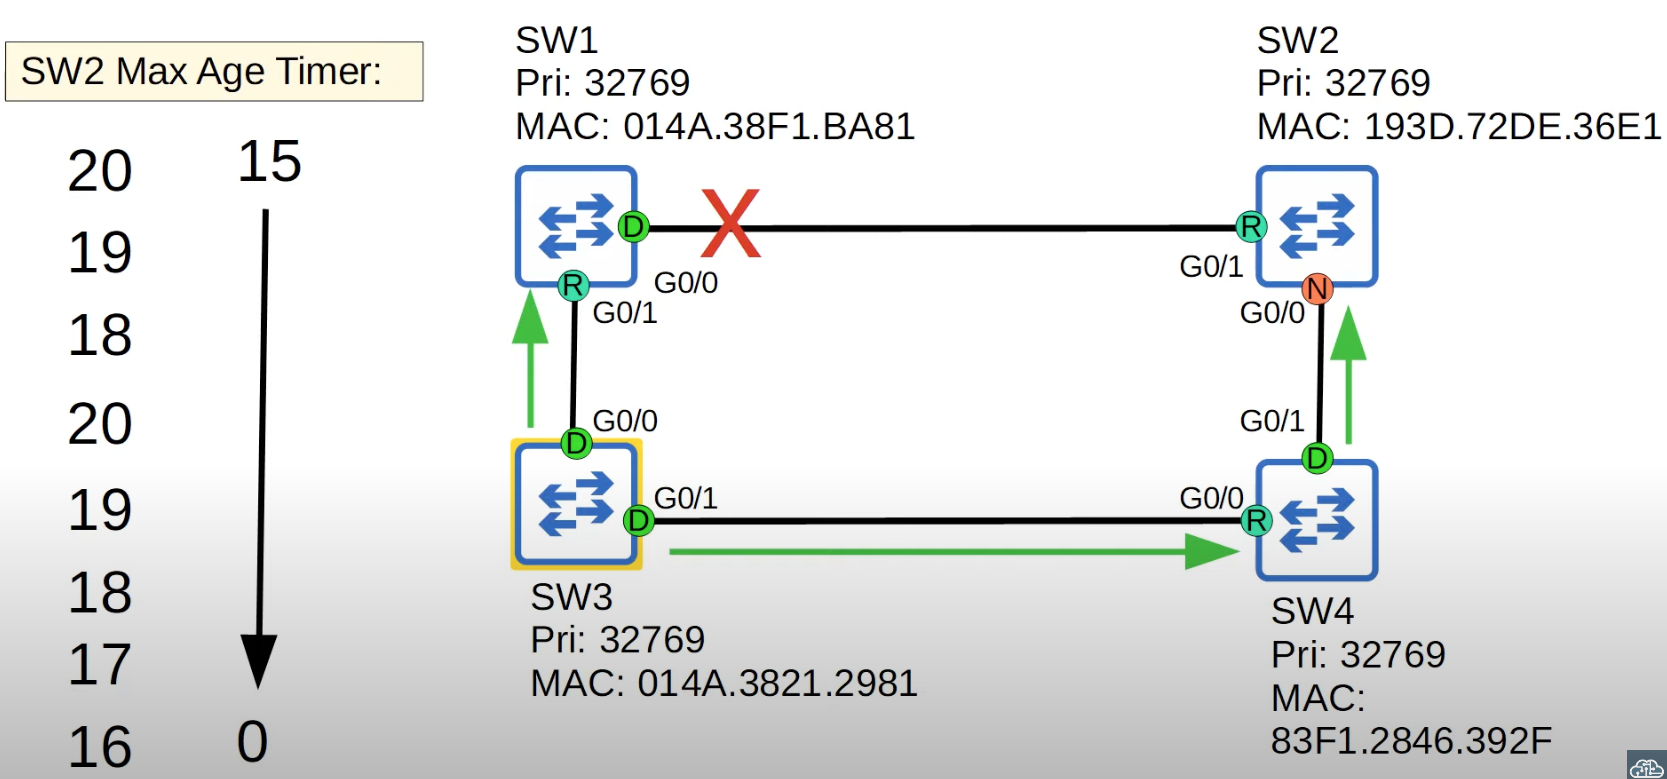 SW2 Max Age Timer:
20
19
18
20
19
18
17
16
15
0
SW1
Pri: 32769
MAC: 014A.38F1.BA81
D
X
R
G0/0
G0/1
SW2
Pri: 32769
MAC: 193D.72DE.36E1
R
G0/1
N
G0/0
G0/0
D
G0/1
D
SW3
Pri: 32769
MAC: 014A.3821.2981
G0/1
D
G0/0
R
SW4
Pri: 32769
MAC:
83F1.2846.392F